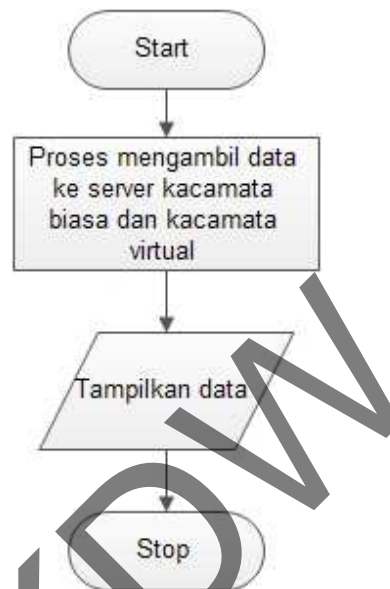 Start
Proses mengambil data
ke server kacamata
biasa dan kacamata
virtual
Tampilkan data
Stop